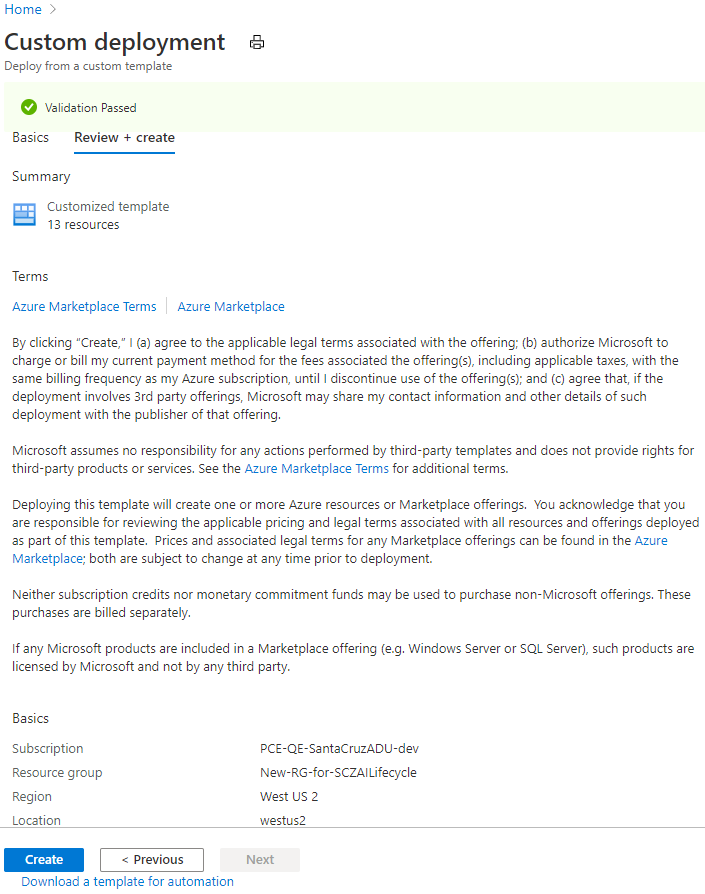 Home
Custom deployment
Deploy from a custom template
Validation Passed
Basics Review + create
Summary
Customized template
13 resources
Terms
Azure Marketplace Terms Azure Marketplace
By clicking “Create,” I (a) agree to the applicable legal terms associated with the offering; (b) authorize Microsoft to
charge or bill my current payment method for the fees associated the offering(s), including applicable taxes, with the
same billing frequency as my Azure subscription, until I discontinue use of the offering(s); and (c) agree that, if the
deployment involves 3rd party offerings, Microsoft may share my contact information and other details of such
deployment with the publisher of that offering.
Microsoft assumes no responsibility for any actions performed by third-party templates and does not provide rights for
third-party products or services. See the Azure Marketplace Terms for additional terms.
Deploying this template will create one or more Azure resources or Marketplace offerings.  You acknowledge that you
are responsible for reviewing the applicable pricing and legal terms associated with all resources and offerings deployed
as part of this template.  Prices and associated legal terms for any Marketplace offerings can be found in the Azure
Marketplace; both are subject to change at any time prior to deployment.
Neither subscription credits nor monetary commitment funds may be used to purchase non-Microsoft offerings. These
purchases are billed separately.
If any Microsoft products are included in a Marketplace offering (e.g. Windows Server or SQL Server), such products are
licensed by Microsoft and not by any third party.
Basics
Subscription PCE-QE-SantaCruzADU-dev
Resource group New-RG-for-SCZAILifecycle
Region West US 2
Location westus2
Create < Previous Next
Download a template for automation